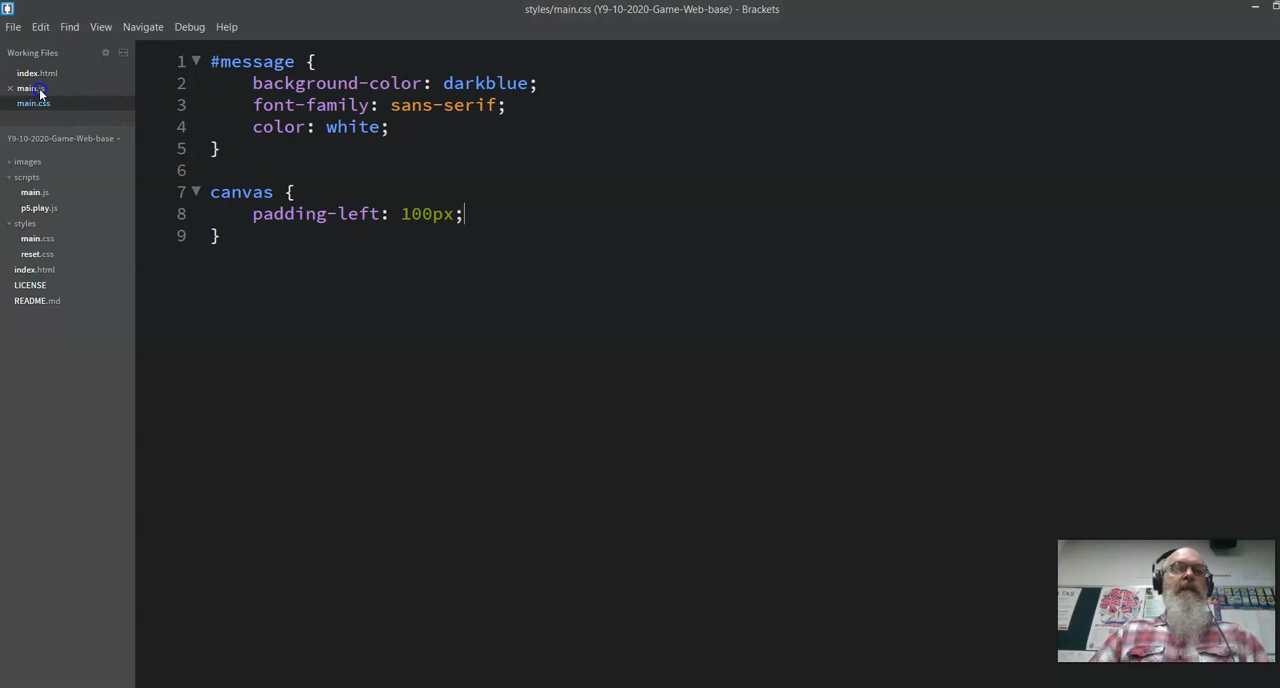 styles/main.css (Y9-10-2020-Game-Web-base) - Brackets
File Edit Find View Navigate Debug Help
Working Files
index.html
main.js
main.css
Y9-10-2020-Game-Web-base
images
scripts
main.js
p5.play.js
styles
main.css
reset.css
index.html
LICENSE
README.md
1 #message {
2 background-color: darkblue;
3 font-family: sans-serif;
4 color: white;
5 }
6
7 canvas {
8 padding-left: 100px;
9 }